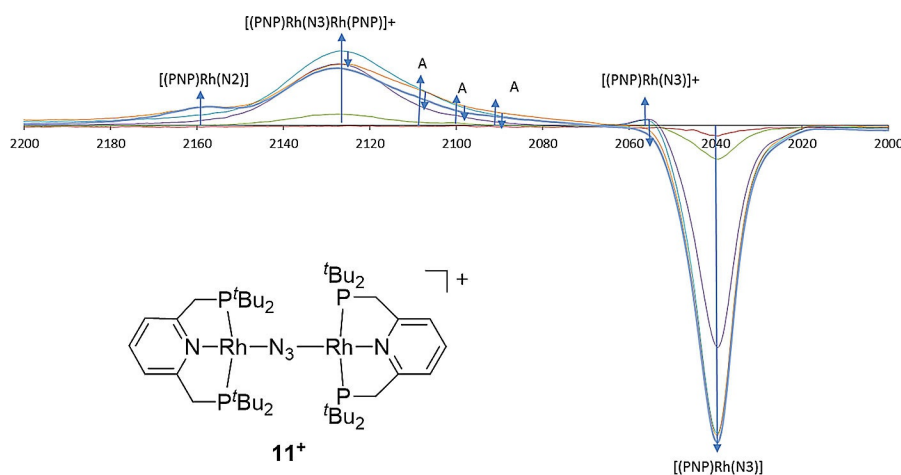 [(PNP)Rh(N3)Rh(PNP)]+
A
[(PNP)Rh(N2)]
A
A
[(PNP)Rh(N3)]+
2200 2180 2160 2140 2120 2100 2080 2060 2040 2020 2000
+
PᵗBu₂ ᵗBu₂P
N Rh N₃ Rh N
PᵗBu₂ P
ᵗBu₂
11⁺
[(PNP)Rh(N3)]